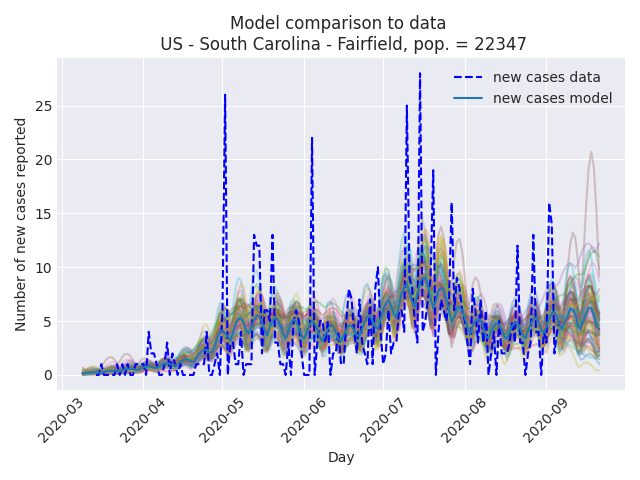 Model comparison to data
US - South Carolina - Fairfield, pop. = 22347
new cases data
new cases model
Number of new cases reported
25
20
15
10
5
0
2020-03
2020-04
2020-05
2020-06
2020-07
2020-08
2020-09
Day